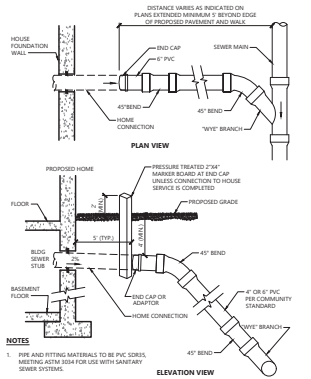 DISTANCE VARIES AS INDICATED ON
PLANS EXTENDED MINIMUM 5' BEYOND EDGE
OF PROPOSED PAVEMENT AND WALK
HOUSE
FOUNDATION
WALL
END CAP
6" PVC
SEWER MAIN
45°BEND
HOME
CONNECTION
45° BEND
"WYE" BRANCH
PLAN VIEW
PROPOSED HOME
PRESSURE TREATED 2"X4"
MARKER BOARD AT END CAP
UNLESS CONNECTION TO HOUSE
SERVICE IS COMPLETED
FLOOR
2'
(MIN.)
PROPOSED GRADE
5' (TYP.)
4'
(MIN.)
BLDG
SEWER
STUB
2%
45° BEND
BASEMENT
FLOOR
END CAP OR
ADAPTOR
4" OR 6" PVC
PER COMMUNITY
STANDARD
HOME CONNECTION
"WYE" BRANCH
45° BEND
NOTES
1. PIPE AND FITTING MATERIALS TO BE PVC SDR35,
MEETING ASTM 3034 FOR USE WITH SANITARY
SEWER SYSTEMS.
ELEVATION VIEW